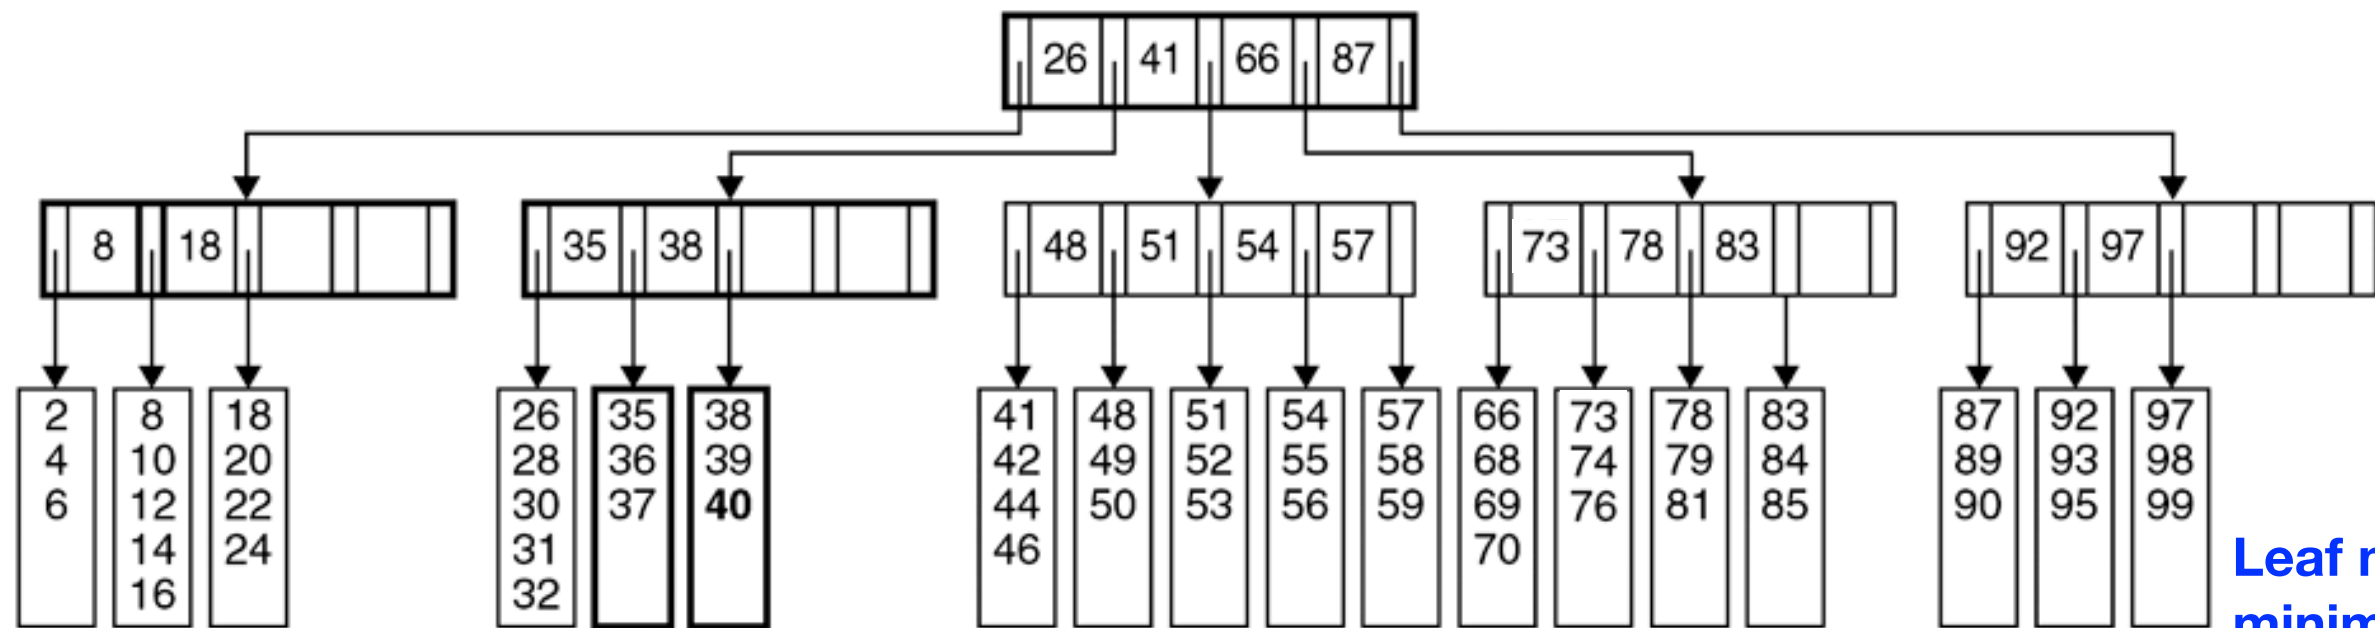 26 41 66 87
8 18 35 38 48 51 54 57 73 78 83 92 97
2 8 18 26 35 38 41 48 51 54 57 66 73 78 83 87 92 97
4 10 20 28 36 39 42 49 52 55 58 68 74 79 84 89 93 98
6 12 22 30 37 40 44 50 53 56 59 69 76 81 85 90 95 99
14 24 31 46 70
16 32
Leaf